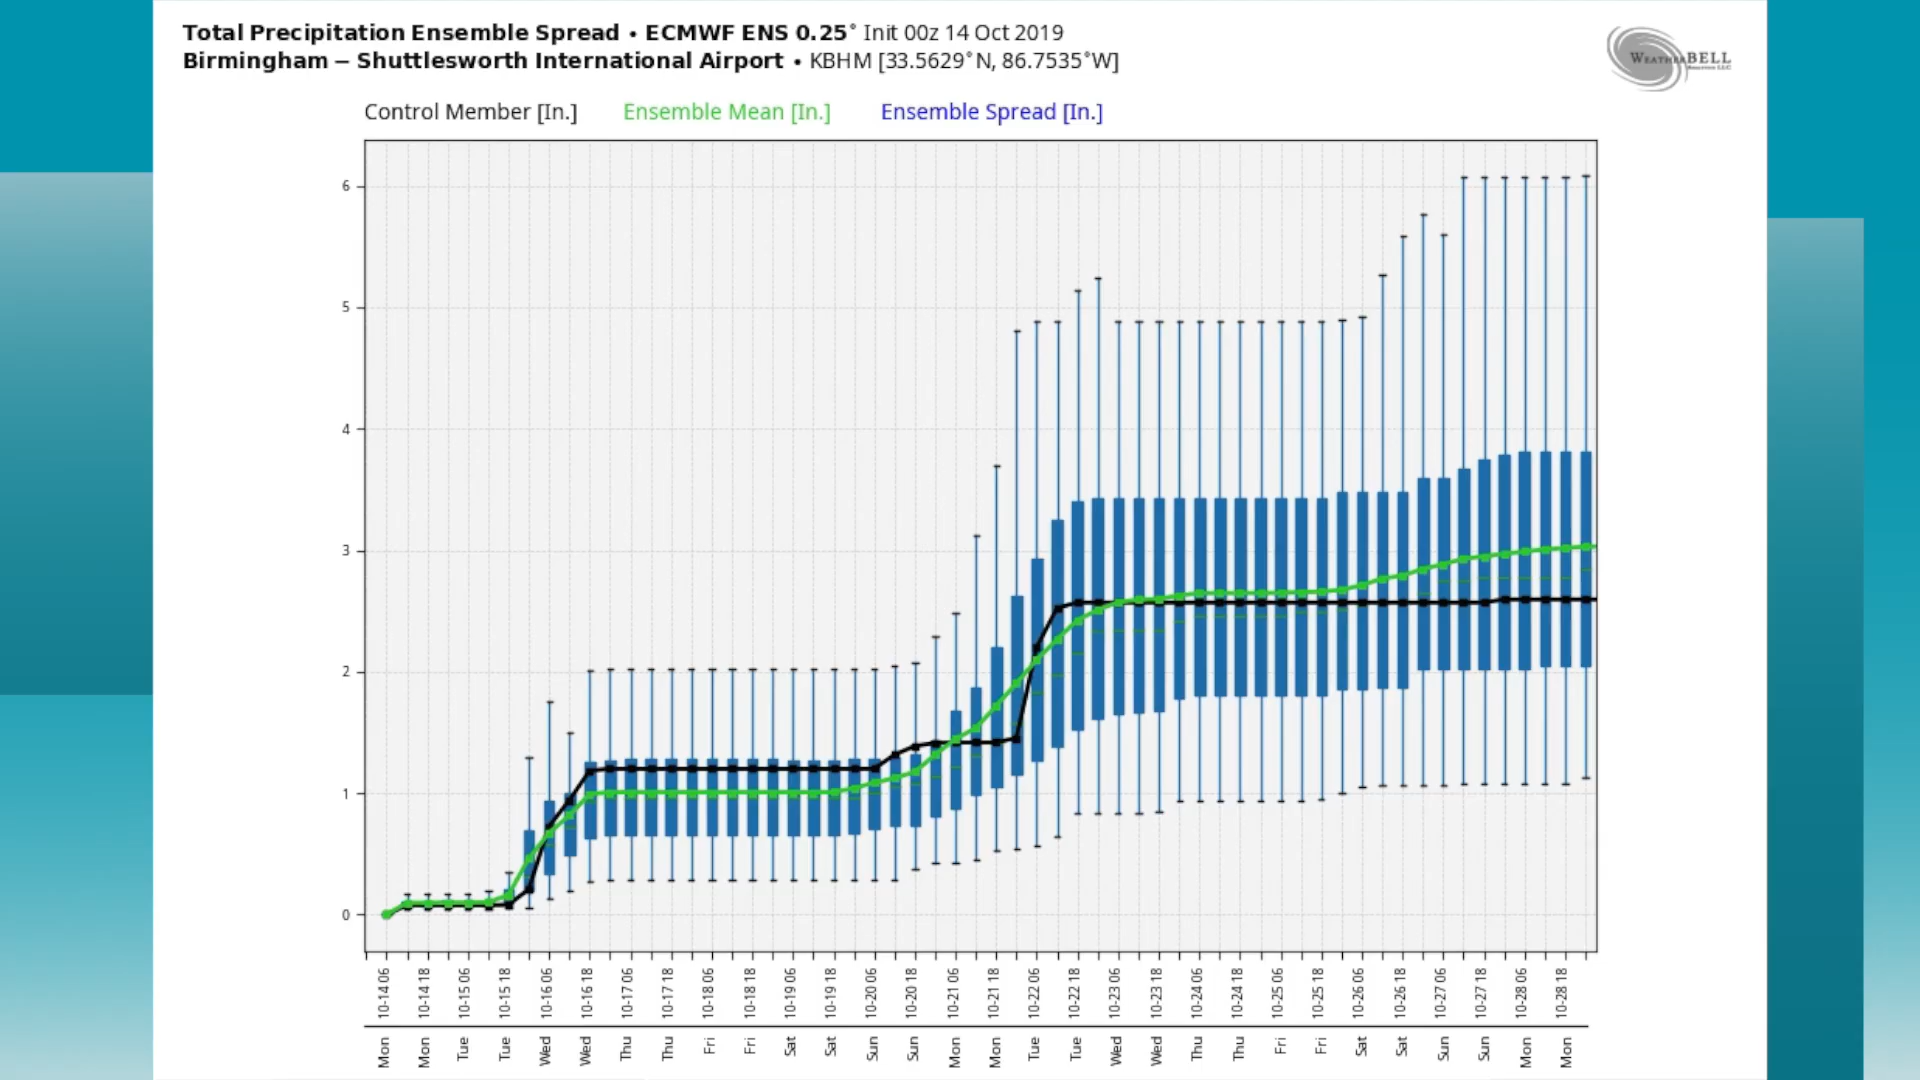 Total Precipitation Ensemble Spread • ECMWF ENS 0.25° Init 00z 14 Oct 2019
Birmingham — Shuttlesworth International Airport • KBHM [33.5629°N, 86.7535°W]
WEATHERBELL
Control Member [In.] Ensemble Mean [In.] Ensemble Spread [In.]
6
5
4
3
2
1
0
10-14 06 10-14 18 10-15 06 10-15 18 10-16 06 10-16 18 10-17 06 10-17 18 10-18 06 10-18 18 10-19 06 10-19 18 10-20 06 10-20 18 10-21 06 10-21 18 10-22 06 10-22 18 10-23 06 10-23 18 10-24 06 10-24 18 10-25 06 10-25 18 10-26 06 10-26 18 10-27 06 10-27 18 10-28 06 10-28 18
Mon Mon Tue Tue Wed Wed Thu Thu Fri Fri Sat Sat Sun Sun Mon Mon Tue Tue Wed Wed Thu Thu Fri Fri Sat Sat Sun Sun Mon Mon